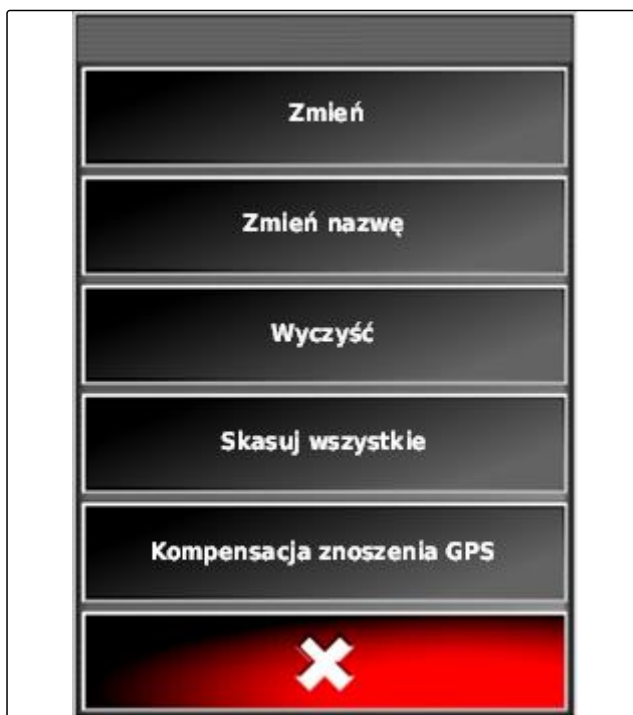 Zmień
Zmień nazwę
Wyczyść
Skasuj wszystkie
Kompensacja znoszenia GPS